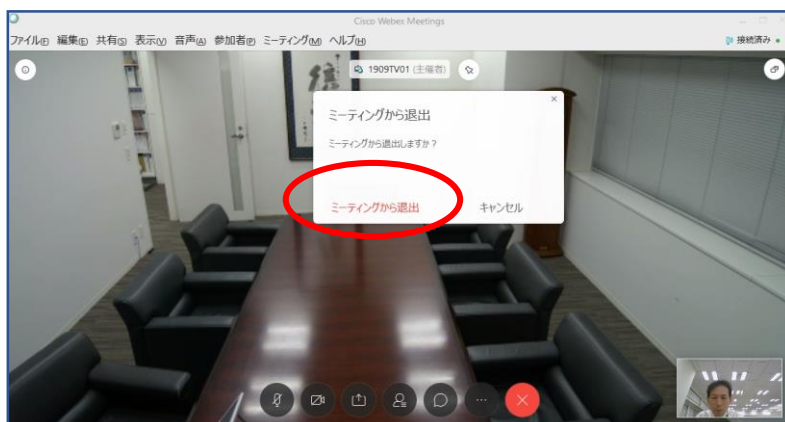 Cisco Webex Meetings
ファイル(F) 編集(E) 共有(S) 表示(V) 音声(A) 参加者(P) ミーティング(M) ヘルプ(H) 接続済み
1909TV01 (主催者)
ミーティングから退出
ミーティングから退出しますか？
ミーティングから退出 キャンセル